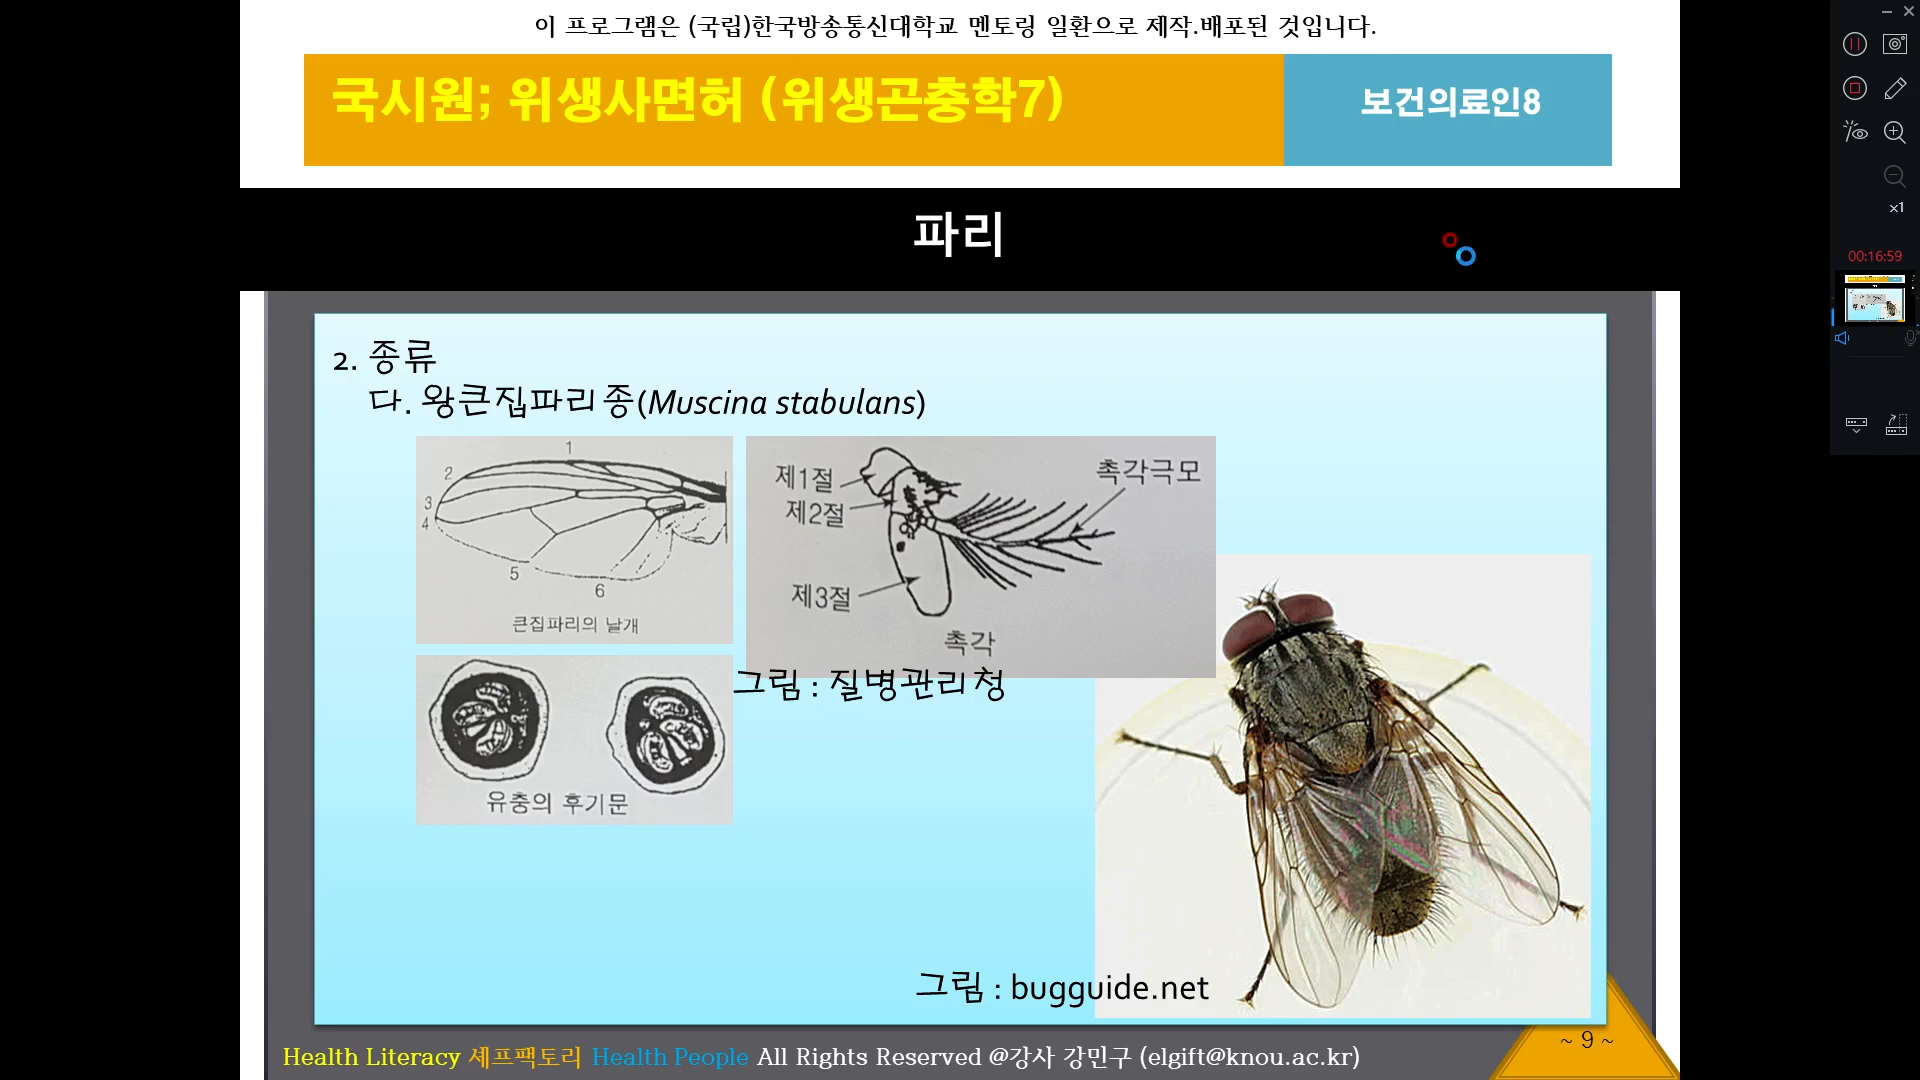 이 프로그램은 (국립)한국방송통신대학교 멘토링 일환으로 제작.배포된 것입니다.
국시원; 위생사면허 (위생곤충학7)
보건의료인8
파리
2. 종류
다. 왕큰집파리종(Muscina stabulans)
1
2
3
4
5
6
큰집파리의 날개
제1절
제2절
제3절
촉각극모
촉각
그림 : 질병관리청
유충의 후기문
그림 : bugguide.net
Health Literacy 셰프팩토리 Health People All Rights Reserved @강사 강민구 (elgift@knou.ac.kr)
~ 9 ~
x1
00:16:59